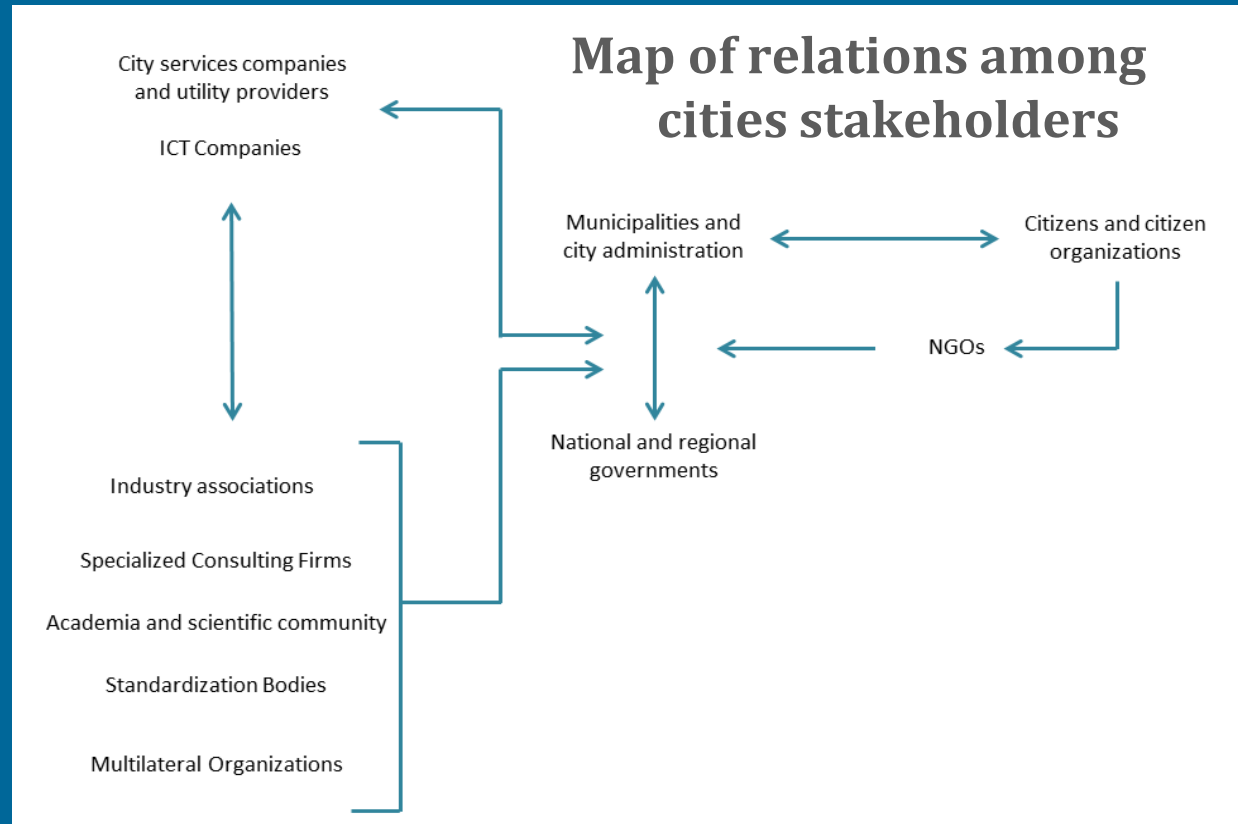 Map of relations among
cities stakeholders
City services companies
and utility providers
ICT Companies
Municipalities and
city administration
Citizens and citizen
organizations
NGOs
National and regional
governments
Industry associations
Specialized Consulting Firms
Academia and scientific community
Standardization Bodies
Multilateral Organizations